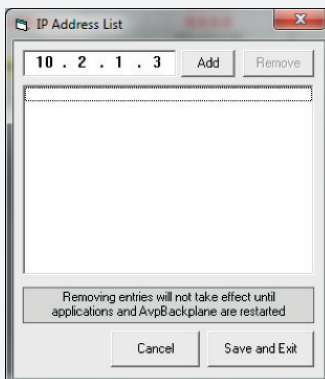 IP Address List
10 . 2 . 1 . 3 Add Remove
Removing entries will not take effect until
applications and AvpBackplane are restarted
Cancel Save and Exit